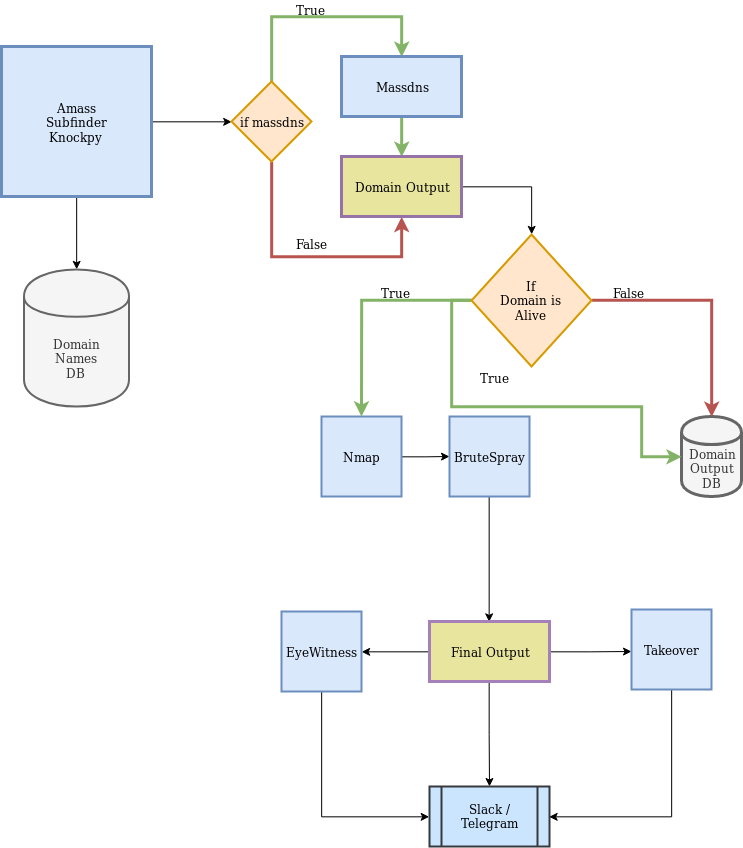 True
Amass
Subfinder
Knockpy
if massdns
Massdns
Domain Output
False
If
Domain is
Alive
True
False
True
Domain
Names
DB
Nmap
BruteSpray
Domain
Output
DB
EyeWitness
Final Output
Takeover
Slack /
Telegram